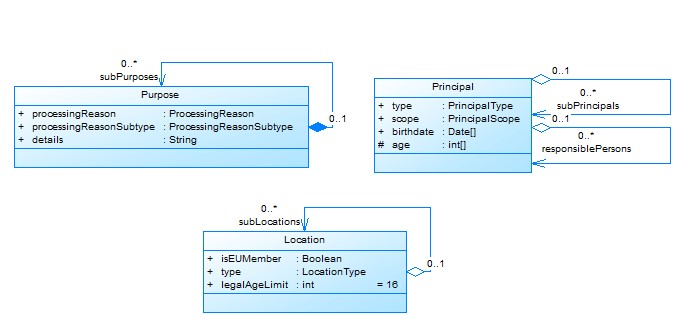 0..*
subPurposes
Purpose
+ processingReason : ProcessingReason
+ processingReasonSubtype : ProcessingReasonSubtype
+ details : String
0..1
Principal
+ type : PrincipalType
+ scope : PrincipalScope
+ birthdate : Date[]
# age : int[]
0..1
0..*
subPrincipals
0..1
0..*
responsiblePersons
0..*
subLocations
Location
+ isEUMember : Boolean
+ type : LocationType
+ legalAgeLimit : int = 16
0..1